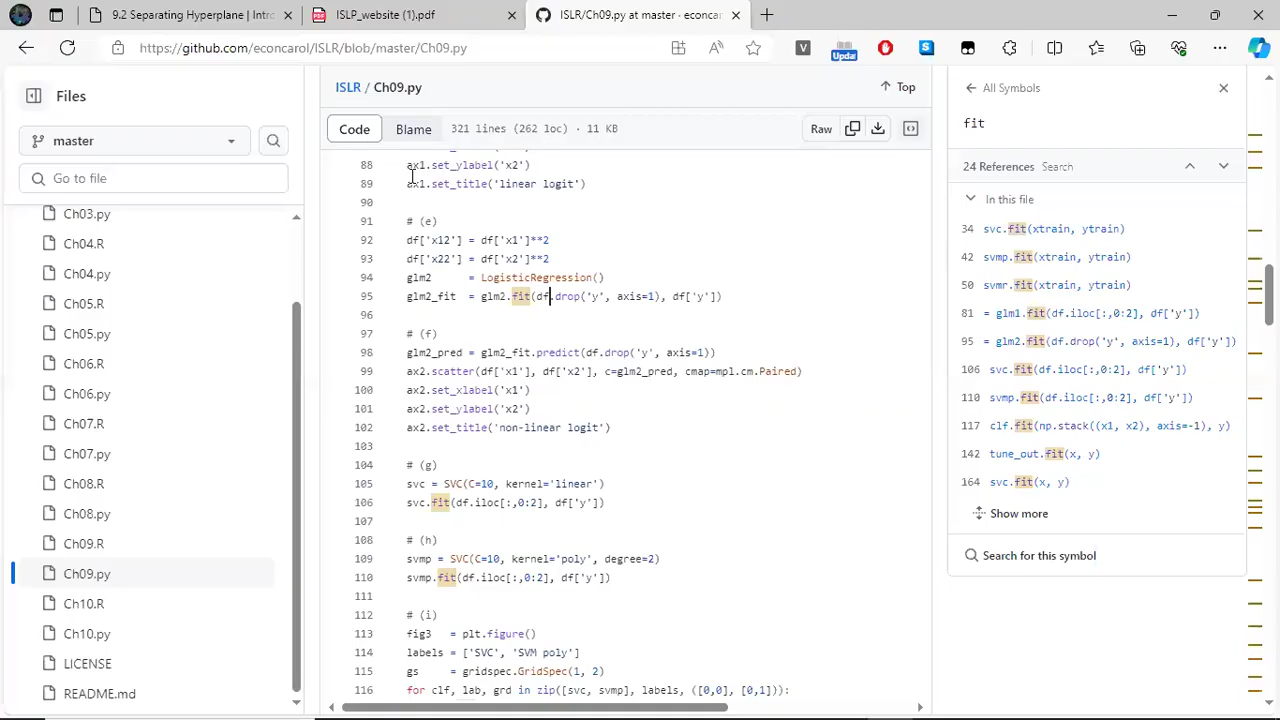 9.2 Separating Hyperplane | Intro
ISLP_website (1).pdf
ISLR/Ch09.py at master · econcarol
https://github.com/econcarol/ISLR/blob/master/Ch09.py
Updat
Files
master
Go to file
Ch03.py
Ch04.R
Ch04.py
Ch05.R
Ch05.py
Ch06.R
Ch06.py
Ch07.R
Ch07.py
Ch08.R
Ch08.py
Ch09.R
Ch09.py
Ch10.R
Ch10.py
LICENSE
README.md
ISLR / Ch09.py
Top
Code Blame 321 lines (262 loc) · 11 KB Raw
88 ax1.set_ylabel('x2')
89 ax1.set_title('linear logit')
90
91 # (e)
92 df['x12'] = df['x1']**2
93 df['x22'] = df['x2']**2
94 glm2 = LogisticRegression()
95 glm2_fit = glm2.fit(df.drop('y', axis=1), df['y'])
96
97 # (f)
98 glm2_pred = glm2_fit.predict(df.drop('y', axis=1))
99 ax2.scatter(df['x1'], df['x2'], c=glm2_pred, cmap=mpl.cm.Paired)
100 ax2.set_xlabel('x1')
101 ax2.set_ylabel('x2')
102 ax2.set_title('non-linear logit')
103
104 # (g)
105 svc = SVC(C=10, kernel='linear')
106 svc.fit(df.iloc[:,0:2], df['y'])
107
108 # (h)
109 svmp = SVC(C=10, kernel='poly', degree=2)
110 svmp.fit(df.iloc[:,0:2], df['y'])
111
112 # (i)
113 fig3 = plt.figure()
114 labels = ['SVC', 'SVM poly']
115 gs = gridspec.GridSpec(1, 2)
116 for clf, lab, grd in zip([svc, svmp], labels, ([0,0], [0,1])):
All Symbols
fit
24 References Search
In this file
34 svc.fit(xtrain, ytrain)
42 svmp.fit(xtrain, ytrain)
50 svmr.fit(xtrain, ytrain)
81 = glm1.fit(df.iloc[:,0:2], df['y'])
95 = glm2.fit(df.drop('y', axis=1), df['y'])
106 svc.fit(df.iloc[:,0:2], df['y'])
110 svmp.fit(df.iloc[:,0:2], df['y'])
117 clf.fit(np.stack((x1, x2), axis=-1), y)
142 tune_out.fit(x, y)
164 svc.fit(x, y)
Show more
Search for this symbol